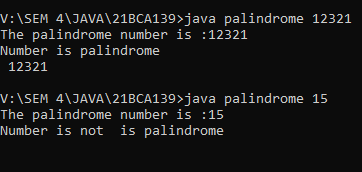 V:\SEM 4\JAVA\21BCA139>java palindrome 12321
The palindrome number is :12321
Number is palindrome
 12321
V:\SEM 4\JAVA\21BCA139>java palindrome 15
The palindrome number is :15
Number is not  is palindrome